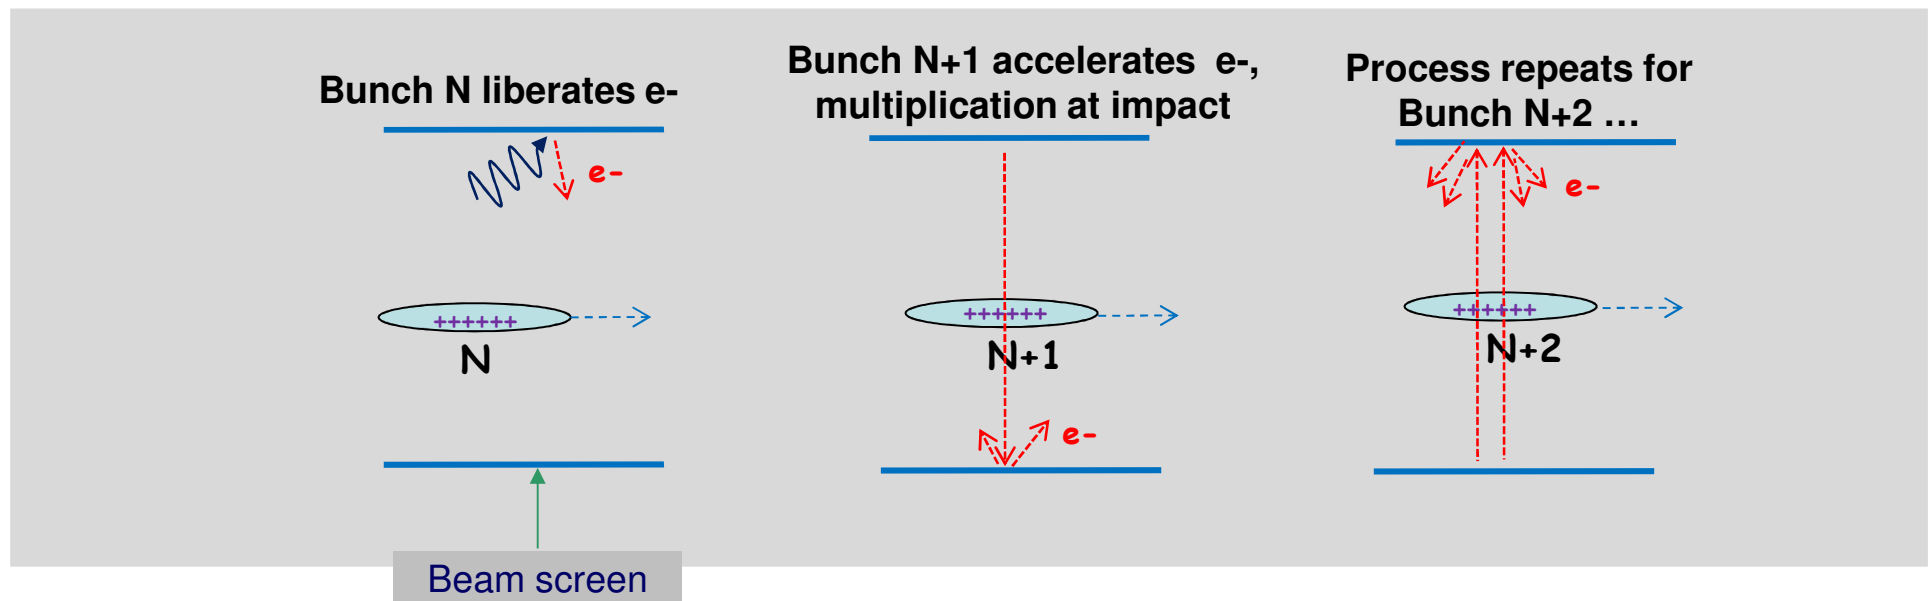 Bunch N liberates e-
e-
++++++
N
Beam screen
Bunch N+1 accelerates e-,
multiplication at impact
++++++
N+1
e-
Process repeats for
Bunch N+2 …
e-
++++++
N+2